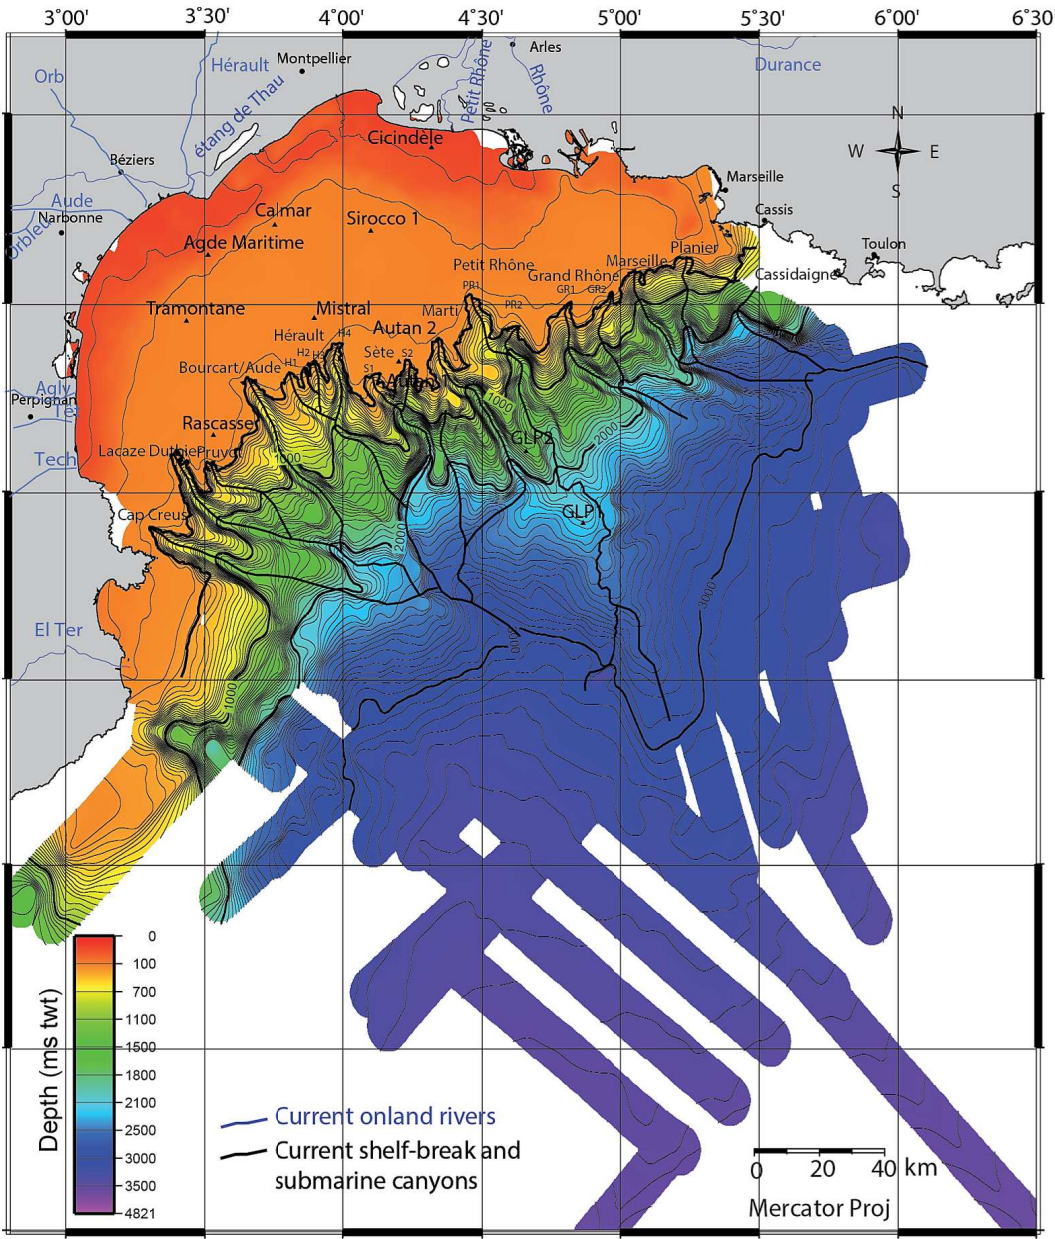 3°00' 3°30' 4°00' 4°30' 5°00' 5°30' 6°00' 6°30
Montpellier
Arles
Hérault
Petit Rhône
Rhône
Durance
Orb
étang de Thau
N
Cicindèle
W E
Béziers
Marseille
S
Aude
Calmar
Cassis
Narbonne
Sirocco 1
Orbieu
Agde Maritime
Toulon
Planier
Petit Rhône
Marseille
Grand Rhône
Cassidaigne
PR1
GR1 GR2
Tramontane
Mistral
Marti
PR2
Autan 2
Hérault H4
H2 H3
Sète S2
H1
Bourcart/Aude
S1
Autan 1
Agly
Perpignan
Têt
1000
Rascasse
2000
GLP2
Lacaze Duthiers
Pruvot
Tech
1000
Cap Creus
GLP1
2000
3000
El Ter
1000
Depth (ms twt)
0
100
700
1100
1500
1800
2100
2500
3000
3500
4821
Current onland rivers
Current shelf-break and
submarine canyons
0 20 40 km
Mercator Proj